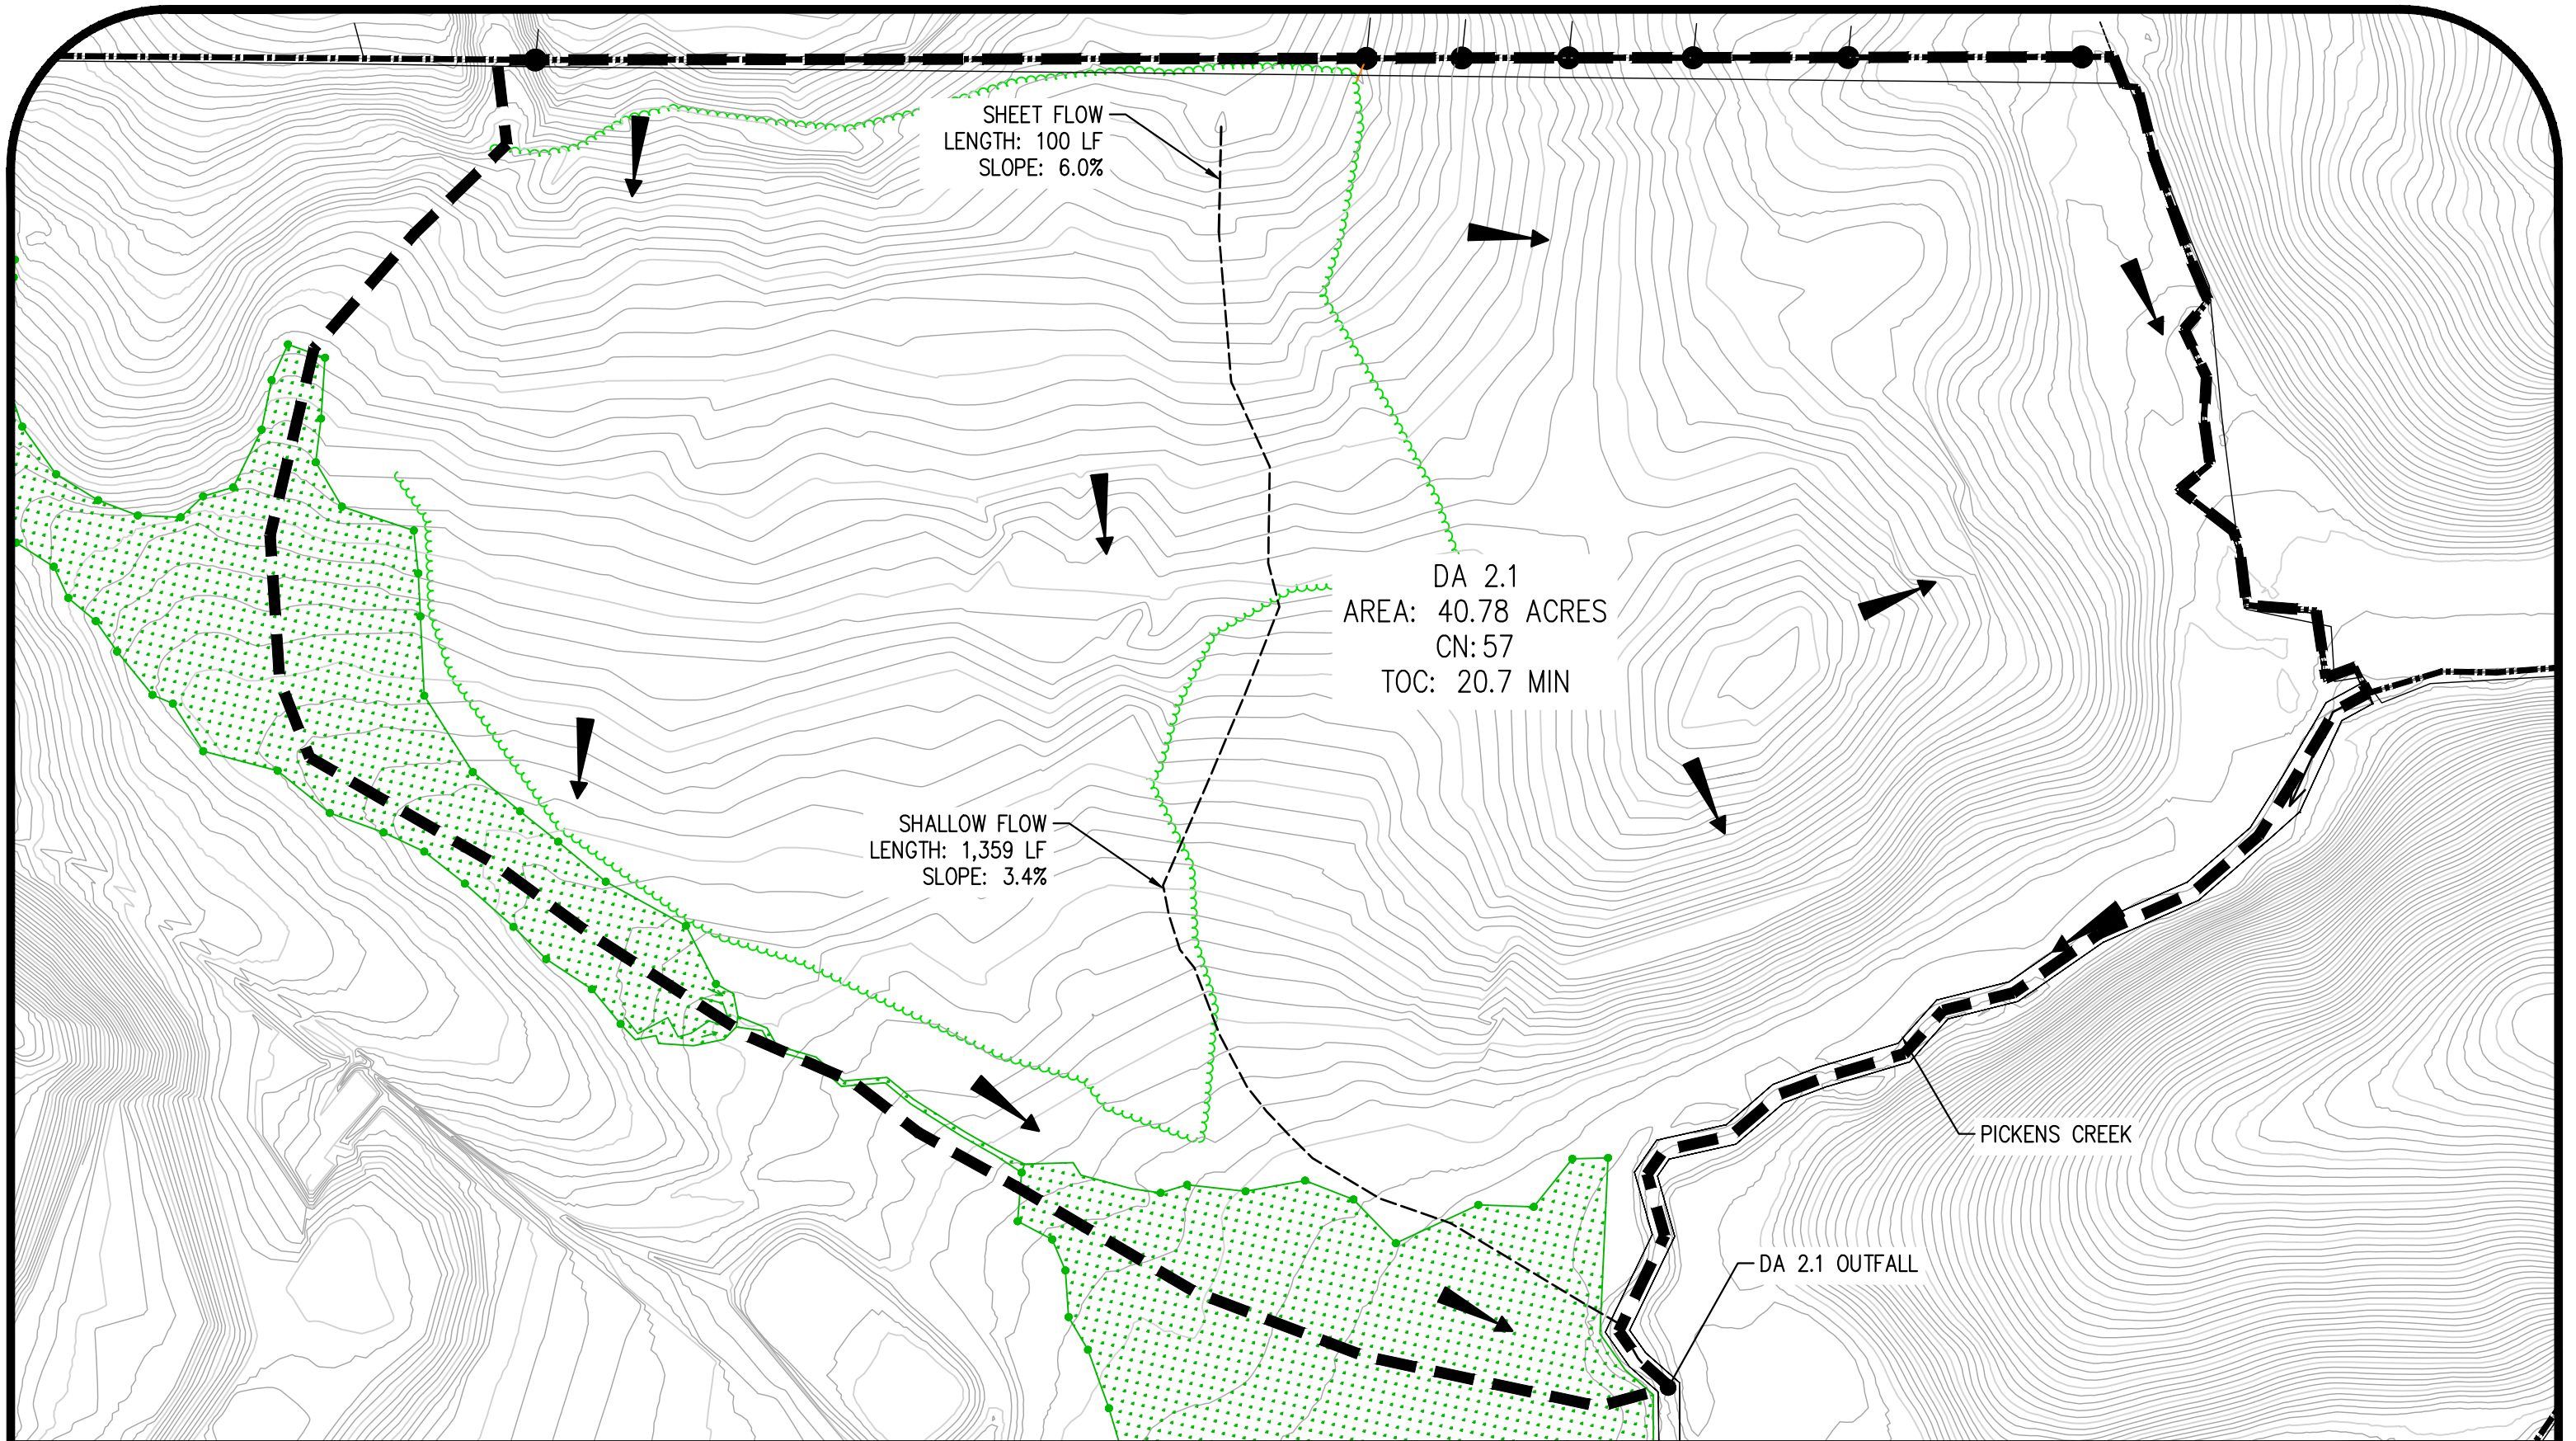 SHEET FLOW
LENGTH: 100 LF
SLOPE: 6.0%
DA 2.1
AREA: 40.78 ACRES
CN:57
TOC: 20.7 MIN
SHALLOW FLOW
LENGTH: 1,359 LF
SLOPE: 3.4%
PICKENS CREEK
DA 2.1 OUTFALL